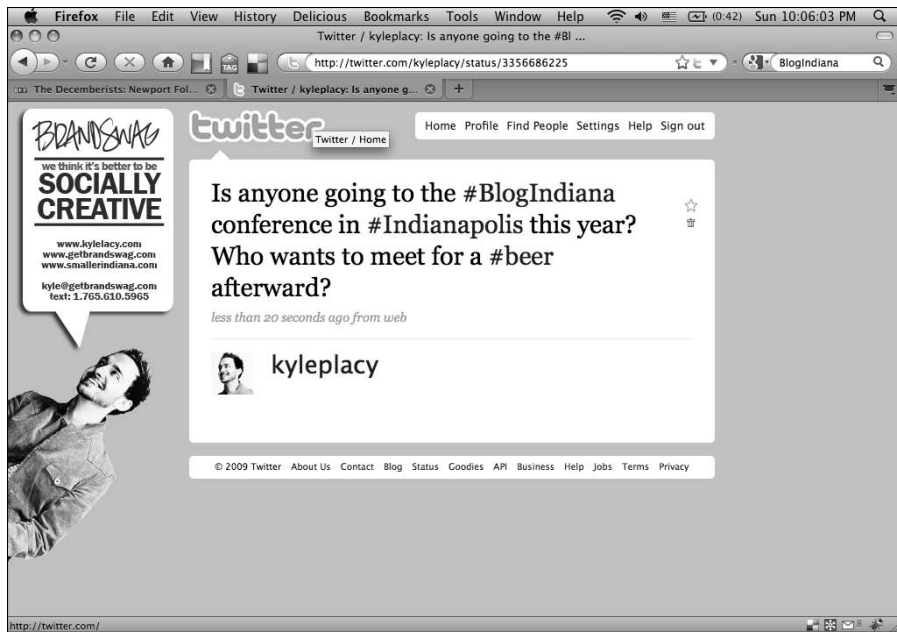 Firefox File Edit View History Delicious Bookmarks Tools Window Help (0:42) Sun 10:06:03 PM
Twitter / kyleplacy: Is anyone going to the #Bl ...
TAG http://twitter.com/kyleplacy/status/3356686225 BlogIndiana
The Decemberists: Newport Fol... Twitter / kyleplacy: Is anyone g...
BRANDSWAG
we think it's better to be
SOCIALLY
CREATIVE
www.kylelacy.com
www.getbrandswag.com
www.smallerindiana.com
kyle@getbrandswag.com
text: 1.765.610.5965
twitter
Twitter / Home
Home Profile Find People Settings Help Sign out
Is anyone going to the #BlogIndiana
conference in #Indianapolis this year?
Who wants to meet for a #beer
afterward?
less than 20 seconds ago from web
kyleplacy
© 2009 Twitter About Us Contact Blog Status Goodies API Business Help Jobs Terms Privacy
http://twitter.com/ 8